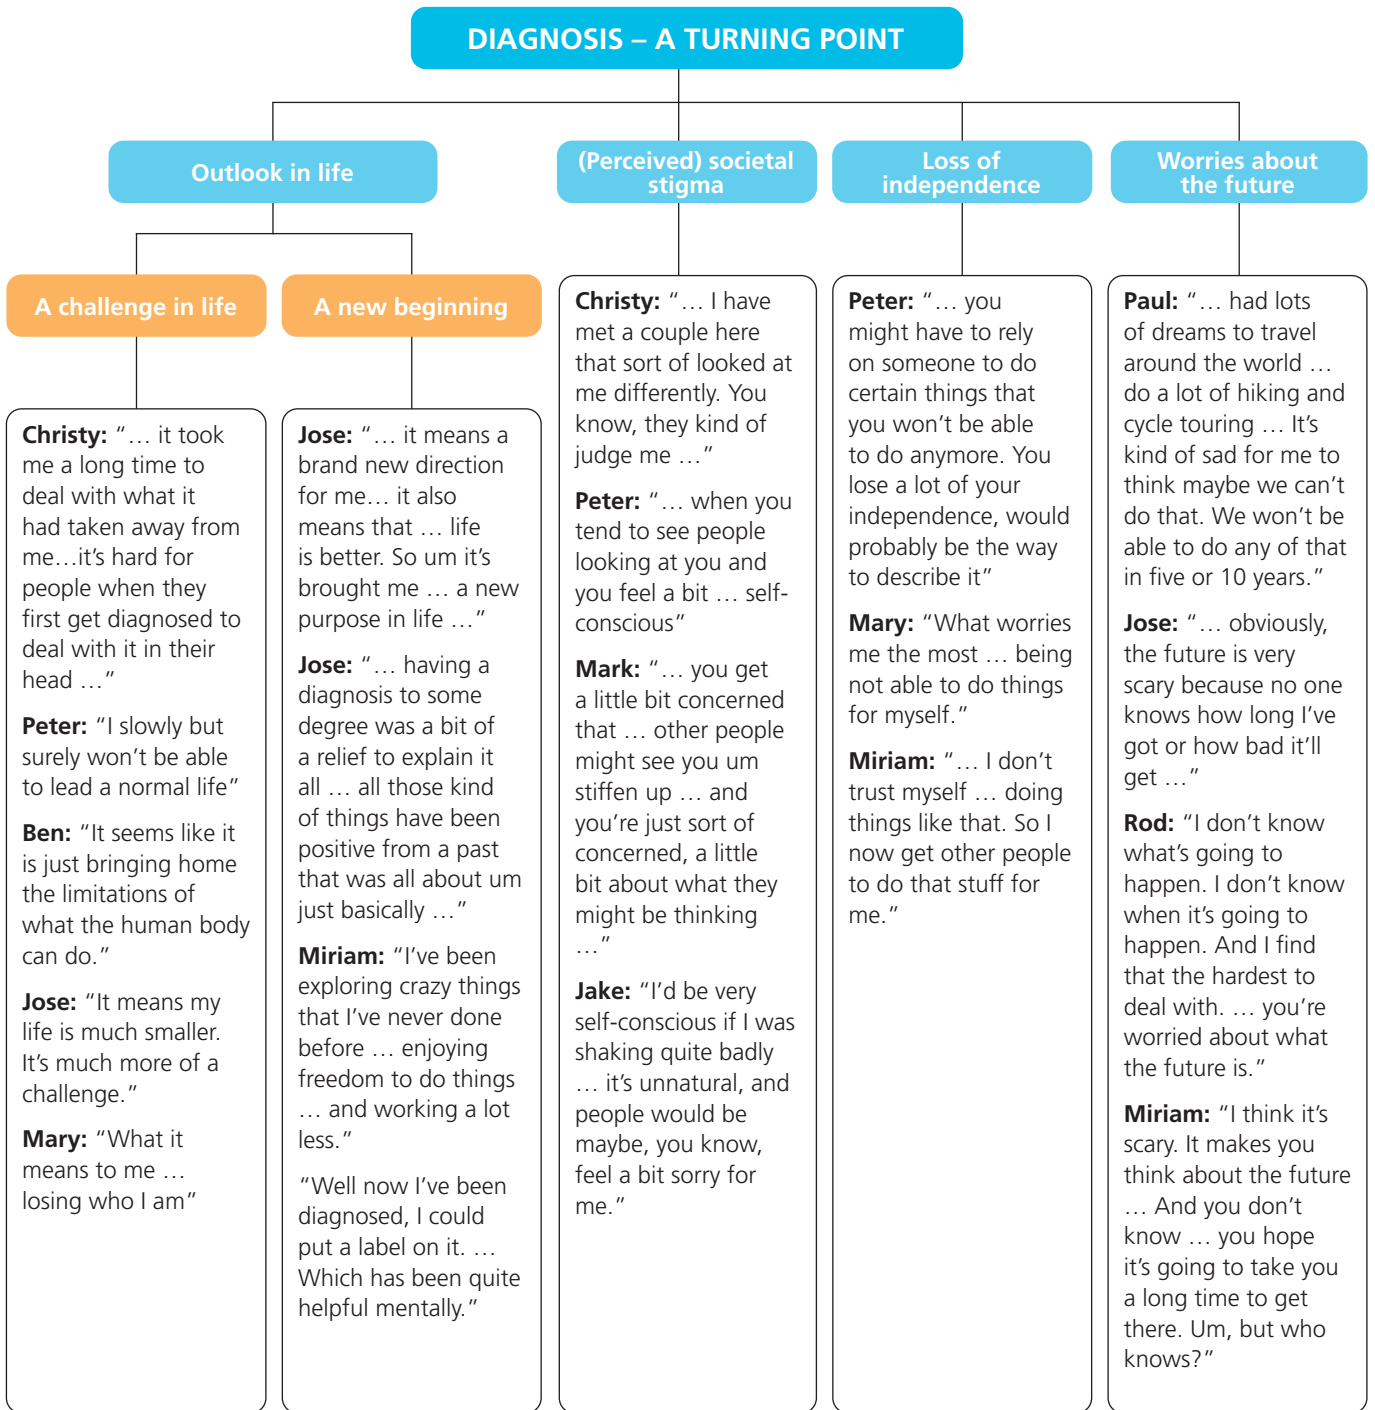 DIAGNOSIS – A TURNING POINT
Outlook in life
(Perceived) societal
stigma
Loss of
independence
Worries about
the future
A challenge in life
A new beginning
Christy: “… it took
me a long time to
deal with what it
had taken away from
me…it’s hard for
people when they
first get diagnosed to
deal with it in their
head …”
Peter: “I slowly but
surely won’t be able
to lead a normal life”
Ben: “It seems like it
is just bringing home
the limitations of
what the human body
can do.”
Jose: “It means my
life is much smaller.
It’s much more of a
challenge.”
Mary: “What it
means to me …
losing who I am”
Jose: “… it means a
brand new direction
for me… it also
means that … life
is better. So um it’s
brought me … a new
purpose in life …”
Jose: “… having a
diagnosis to some
degree was a bit of
a relief to explain it
all … all those kind
of things have been
positive from a past
that was all about um
just basically …”
Miriam: “I’ve been
exploring crazy things
that I’ve never done
before … enjoying
freedom to do things
… and working a lot
less.”
“Well now I’ve been
diagnosed, I could
put a label on it. …
Which has been quite
helpful mentally.”
Christy: “… I have
met a couple here
that sort of looked at
me differently. You
know, they kind of
judge me …”
Peter: “… when you
tend to see people
looking at you and
you feel a bit … self-
conscious”
Mark: “… you get
a little bit concerned
that … other people
might see you um
stiffen up … and
you’re just sort of
concerned, a little
bit about what they
might be thinking
…”
Jake: “I’d be very
self-conscious if I was
shaking quite badly
… it’s unnatural, and
people would be
maybe, you know,
feel a bit sorry for
me.”
Peter: “… you
might have to rely
on someone to do
certain things that
you won’t be able
to do anymore. You
lose a lot of your
independence, would
probably be the way
to describe it”
Mary: “What worries
me the most … being
not able to do things
for myself.”
Miriam: “… I don’t
trust myself … doing
things like that. So I
now get other people
to do that stuff for
me.”
Paul: “… had lots
of dreams to travel
around the world …
do a lot of hiking and
cycle touring … It’s
kind of sad for me to
think maybe we can’t
do that. We won’t be
able to do any of that
in five or 10 years.”
Jose: “… obviously,
the future is very
scary because no one
knows how long I’ve
got or how bad it’ll
get …”
Rod: “I don’t know
what’s going to
happen. I don’t know
when it’s going to
happen. And I find
that the hardest to
deal with. … you’re
worried about what
the future is.”
Miriam: “I think it’s
scary. It makes you
think about the future
… And you don’t
know … you hope
it’s going to take you
a long time to get
there. Um, but who
knows?”